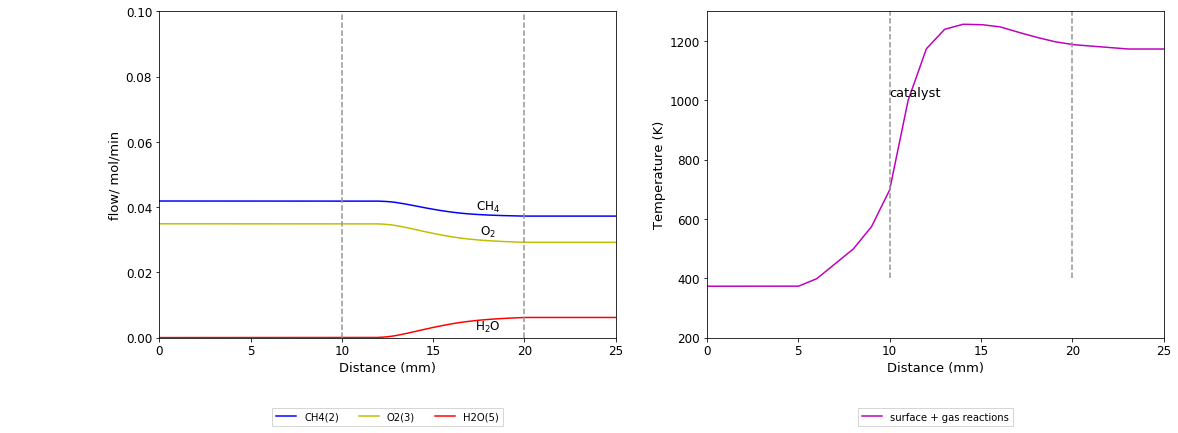 0.10
0.08
0.06
0.04
0.02
0.00
flow/ mol/min
CH₄
O₂
H₂O
0 5 10 15 20 25
Distance (mm)
CH4(2) O2(3) H2O(5)
1200
1000
800
600
400
200
Temperature (K)
catalyst
0 5 10 15 20 25
Distance (mm)
surface + gas reactions